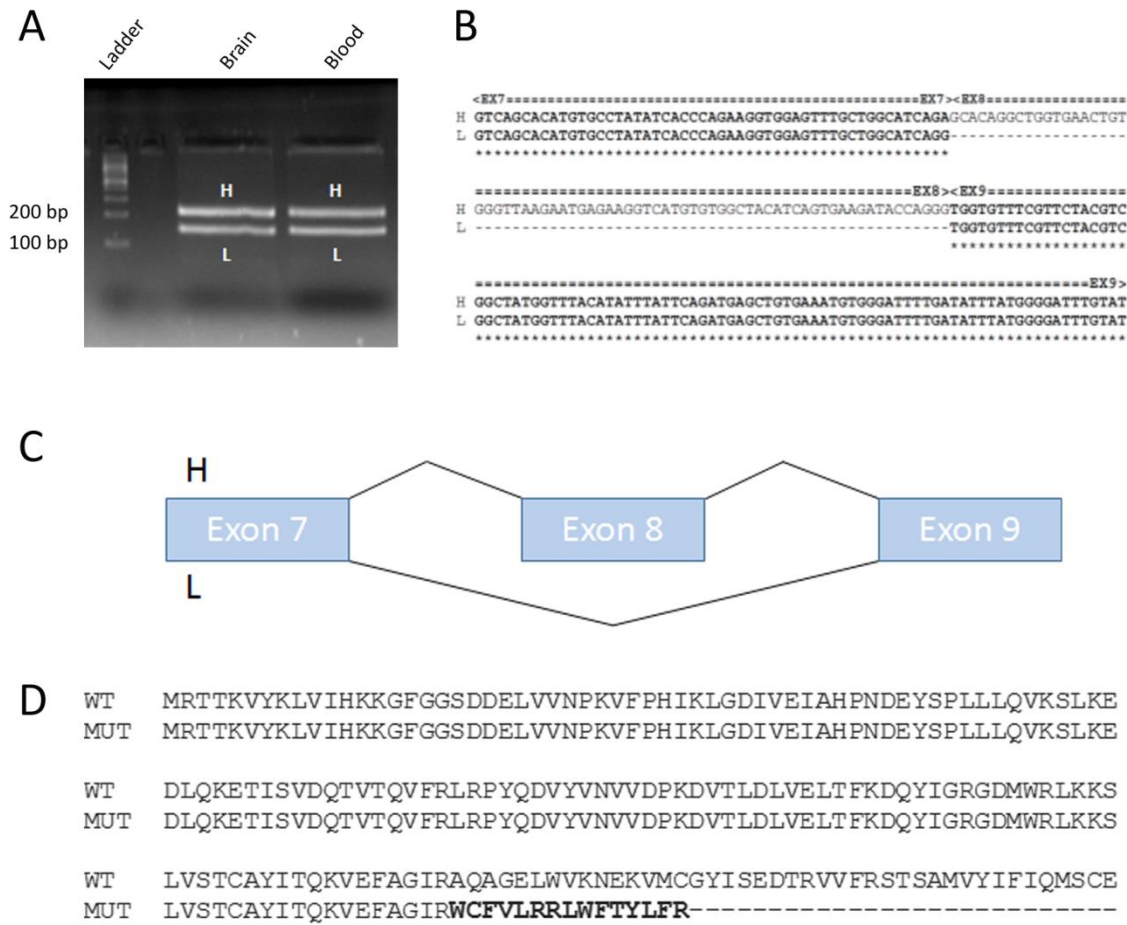 A
Ladder
Brain
Blood
H H
200 bp
100 bp
L L
B
<EX7===========================================EX7><EX8===============
H GTCAGCACATGTGCCTATATCACCCAGAAGGTGGAGTTTGCTGGCATCAGAGCACAGGCTGGTGAACTGT
L GTCAGCACATGTGCCTATATCACCCAGAAGGTGGAGTTTGCTGGCATCAGG-------------------
***************************************************
===============================================EX8><EX9===============
H GGGTTAAGAATGAGAAGGTCATGTGTGGCTACATCAGTGAAGATACCAGGGTGGTGTTTCGTTCTACGTC
L ---------------------------------------------------TGGTGTTTCGTTCTACGTC
*******************
==================================================================EX9>
H GGCTATGGTTTACATATTTATTCAGATGAGCTGTGAAATGTGGGATTTTGATATTTATGGGGATTTGTAT
L GGCTATGGTTTACATATTTATTCAGATGAGCTGTGAAATGTGGGATTTTGATATTTATGGGGATTTGTAT
**********************************************************************
C
H
Exon 7 Exon 8 Exon 9
L
D
WT MRTTKVYKLVIHKKGFGGSDDELVVNPKVFPHIKLGDIVEIAHPNDEYSPLLLQVKSLKE
MUT MRTTKVYKLVIHKKGFGGSDDELVVNPKVFPHIKLGDIVEIAHPNDEYSPLLLQVKSLKE
WT DLQKETISVDQTVTQVFRLRPYQDVYVNVVDPKDVTLDLVELTFKDQYIGRGDMWRLKKS
MUT DLQKETISVDQTVTQVFRLRPYQDVYVNVVDPKDVTLDLVELTFKDQYIGRGDMWRLKKS
WT LVSTCAYITQKVEFAGIRAQAGELWVKNEKVMCGYISEDTRVVFRSTSAMVYIFIQMSCE
MUT LVSTCAYITQKVEFAGIRWCFVLRRLWFTYLFR---------------------------